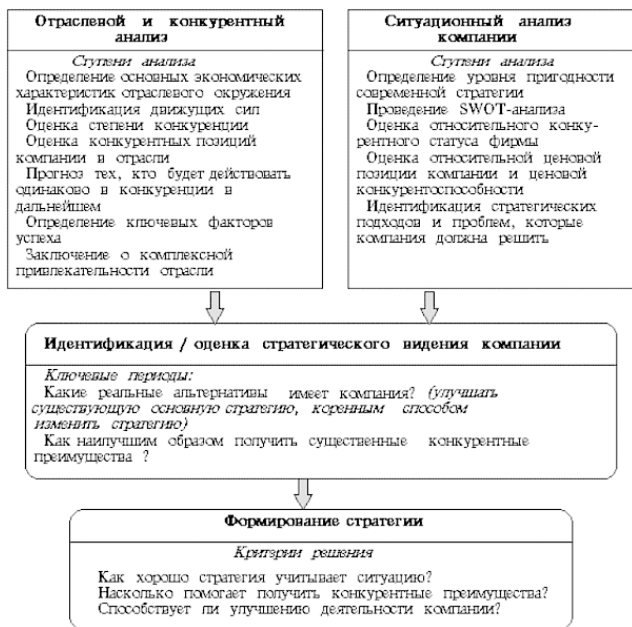 Отраслевой и конкурентный
анализ
Ступени анализа
Определение основных экономических
характеристик отраслевого окружения
Идентификация движущих сил
Оценка степени конкуренции
Оценка конкурентных позиций
компании в отрасли
Прогноз тех, кто будет действовать
одинаково в конкуренции в
дальнейшем
Определение ключевых факторов
успеха
Заключение о комплексной
привлекательности отрасли
Ситуационный анализ
компании
Ступени анализа
Определение уровня пригодности
современной стратегии
Проведение SWOT-анализа
Оценка относительного конку-
рентного статуса фирмы
Оценка относительной ценовой
позиции компании и ценовой
конкурентоспособности
Идентификация стратегических
подходов и проблем, которые
компания должна решить
Идентификация / оценка стратегического видения компании
Ключевые периоды:
Какие реальные альтернативы имеет компания? (улучшать
существующую основную стратегию, коренным способом
изменить стратегию)
Как наилучшим образом получить существенные конкурентные
преимущества ?
Формирование стратегии
Критерии решения
Как хорошо стратегия учитывает ситуацию?
Насколько помогает получить конкурентные преимущества?
Способствует ли улучшению деятельности компании?